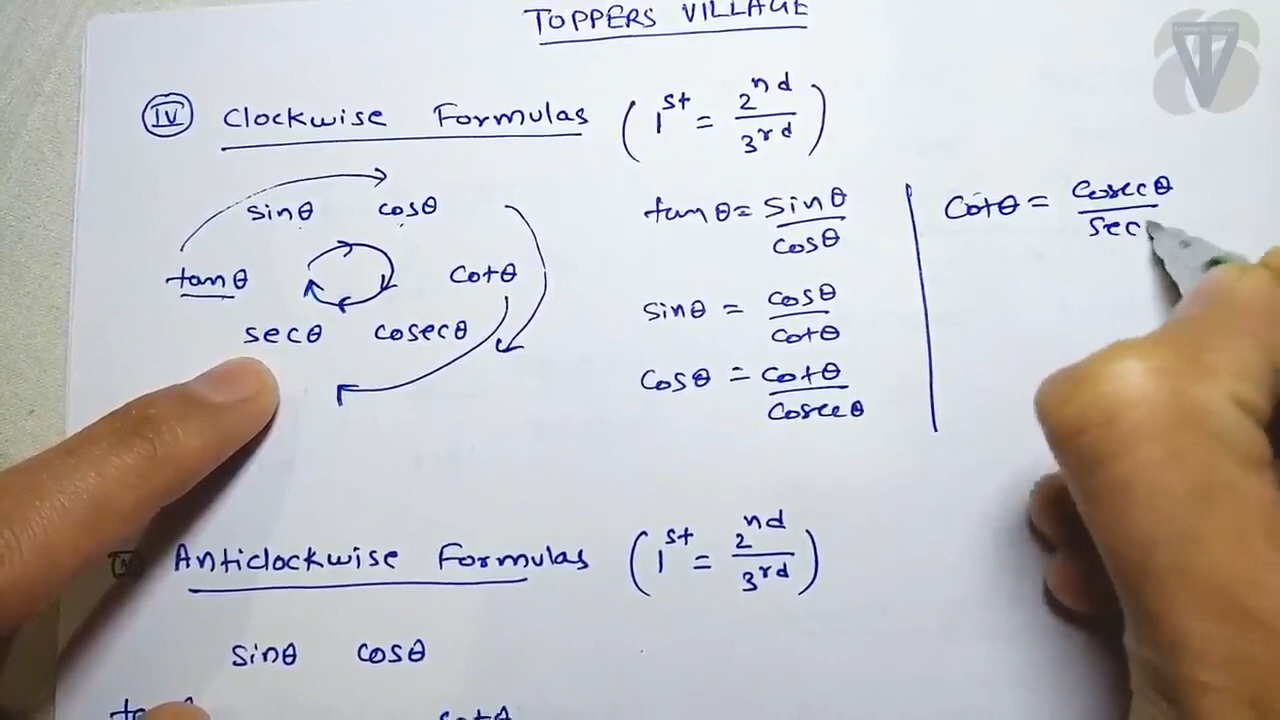 TOPPERS VILLAGE
IV Clockwise Formulas (1st = 2nd/3rd)
sinθ cosθ
tanθ cotθ
secθ cosecθ
tanθ = sinθ/cosθ
sinθ = cosθ/cotθ
cosθ = cotθ/cosecθ
cotθ = cosecθ/sec
Anticlockwise Formulas (1st = 2nd/3rd)
sinθ cosθ